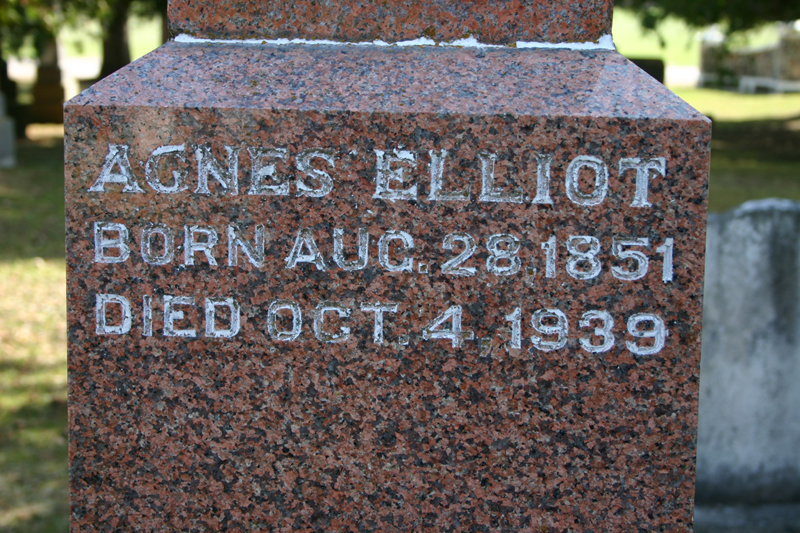 AGNES ELLIOT
BORN AUG. 28, 1851
DIED OCT. 4, 1939